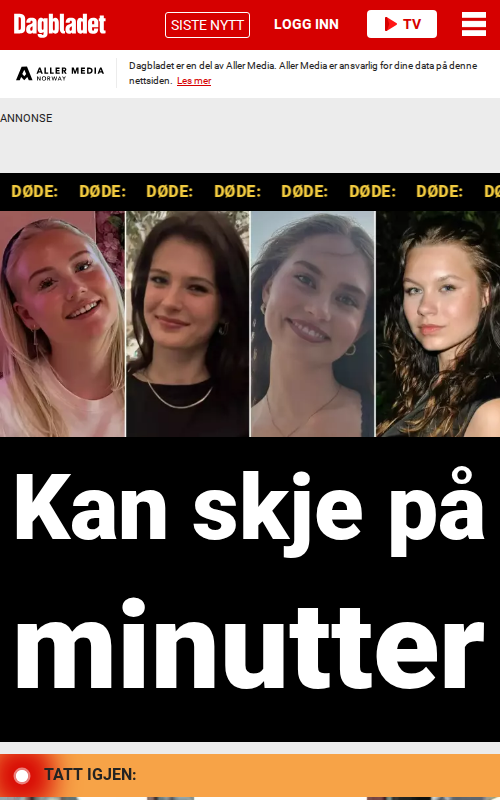 Dagbladet SISTE NYTT LOGG INN TV
ALLER MEDIA
NORWAY
Dagbladet er en del av Aller Media. Aller Media er ansvarlig for dine data på denne
nettsiden. Les mer
ANNONSE
DØDE: DØDE: DØDE: DØDE: DØDE: DØDE: DØDE: DØ
Kan skje på
minutter
TATT IGJEN: